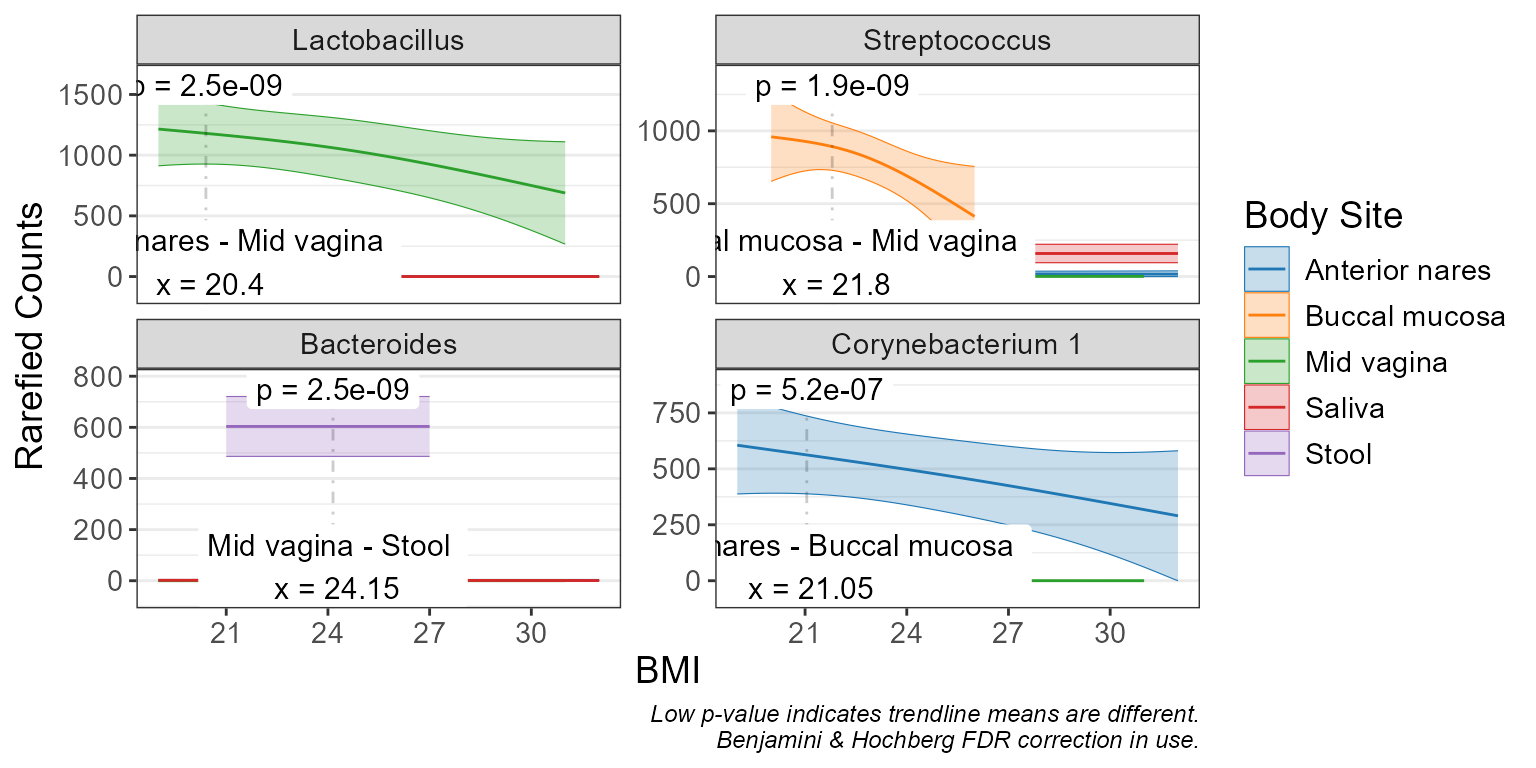 Lactobacillus
Streptococcus
p = 2.5e-09
p = 1.9e-09
1500
1000
500
0
1000
500
0
nares - Mid vagina
mucosa - Mid vagina
x = 20.4
x = 21.8
Bacteroides
Corynebacterium 1
p = 2.5e-09
p = 5.2e-07
800
600
400
200
0
750
500
250
0
Mid vagina - Stool
nares - Buccal mucosa
x = 24.15
x = 21.05
21 24 27 30
21 24 27 30
Rarefied Counts
BMI
Body Site
Anterior nares
Buccal mucosa
Mid vagina
Saliva
Stool
Low p-value indicates trendline means are different.
Benjamini & Hochberg FDR correction in use.